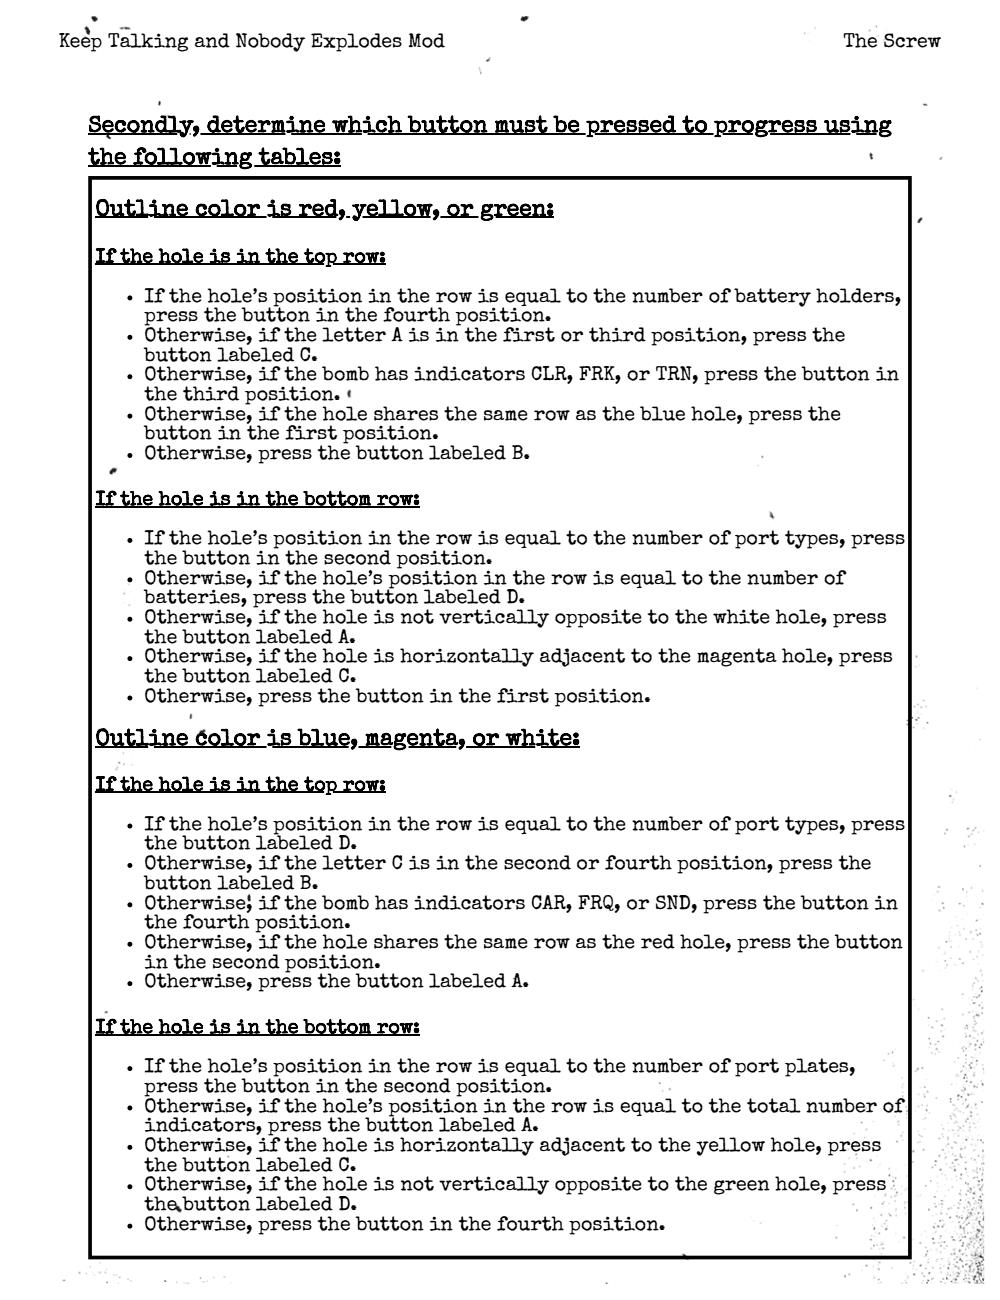 Keep Talking and Nobody Explodes Mod
The Screw
Secondly, determine which button must be pressed to progress using
the following tables:
Outline color is red, yellow, or green:
If the hole is in the top row:
• If the hole's position in the row is equal to the number of battery holders,
press the button in the fourth position.
• Otherwise, if the letter A is in the first or third position, press the
button labeled C.
• Otherwise, if the bomb has indicators CLR, FRK, or TRN, press the button in
the third position.
• Otherwise, if the hole shares the same row as the blue hole, press the
button in the first position.
• Otherwise, press the button labeled B.
If the hole is in the bottom row:
• If the hole's position in the row is equal to the number of port types, press
the button in the second position.
• Otherwise, if the hole's position in the row is equal to the number of
batteries, press the button labeled D.
• Otherwise, if the hole is not vertically opposite to the white hole, press
the button labeled A.
• Otherwise, if the hole is horizontally adjacent to the magenta hole, press
the button labeled C.
• Otherwise, press the button in the first position.
Outline color is blue, magenta, or white:
If the hole is in the top row:
• If the hole's position in the row is equal to the number of port types, press
the button labeled D.
• Otherwise, if the letter C is in the second or fourth position, press the
button labeled B.
• Otherwise, if the bomb has indicators CAR, FRQ, or SND, press the button in
the fourth position.
• Otherwise, if the hole shares the same row as the red hole, press the button
in the second position.
• Otherwise, press the button labeled A.
If the hole is in the bottom row:
• If the hole's position in the row is equal to the number of port plates,
press the button in the second position.
• Otherwise, if the hole's position in the row is equal to the total number of
indicators, press the button labeled A.
• Otherwise, if the hole is horizontally adjacent to the yellow hole, press
the button labeled C.
• Otherwise, if the hole is not vertically opposite to the green hole, press
the button labeled D.
• Otherwise, press the button in the fourth position.